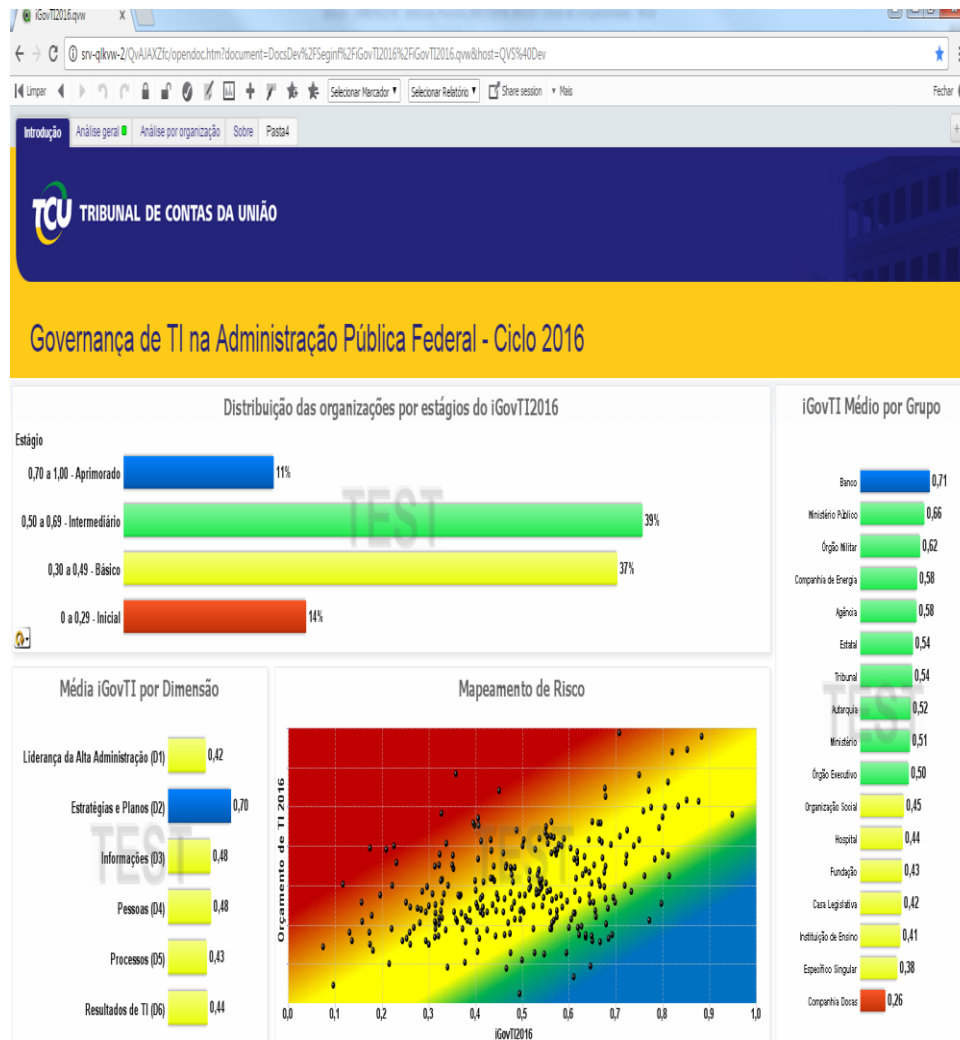 iGovTI2016.qvw X
srv-qlikvw-2/QvAJAXZfc/opendoc.htm?document=DocsDev%2FSeginf%2FiGovTI2016%2FiGovTI2016.qvw&host=QVS%40Dev
Limpar Selecionar Marcador Selecionar Relatório Share session Mais Fechar
Introdução Análise geral Análise por organização Sobre Pasta4
TCU TRIBUNAL DE CONTAS DA UNIÃO
Governança de TI na Administração Pública Federal - Ciclo 2016
Distribuição das organizações por estágios do iGovTI2016
Estágio
0,70 a 1,00 - Aprimorado 11%
0,50 a 0,69 - Intermediário 39%
0,30 a 0,49 - Básico 37%
0 a 0,29 - Inicial 14%
TEST
iGovTI Médio por Grupo
Banco 0,71
Ministério Público 0,66
Órgão Militar 0,62
Companhia de Energia 0,58
Agência 0,58
Estatal 0,54
Tribunal 0,54
Autarquia 0,52
Ministério 0,51
Órgão Executivo 0,50
Organização Social 0,45
Hospital 0,44
Fundação 0,43
Casa Legislativa 0,42
Instituição de Ensino 0,41
Específico Singular 0,38
Companhia Docas 0,26
TEST
Média iGovTI por Dimensão
Liderança da Alta Administração (D1) 0,42
Estratégias e Planos (D2) 0,70
Informações (D3) 0,48
Pessoas (D4) 0,48
Processos (D5) 0,43
Resultados de TI (D6) 0,44
TEST
Mapeamento de Risco
Orçamento de TI 2016
TEST
0,0 0,1 0,2 0,3 0,4 0,5 0,6 0,7 0,8 0,9 1,0
iGovTI2016